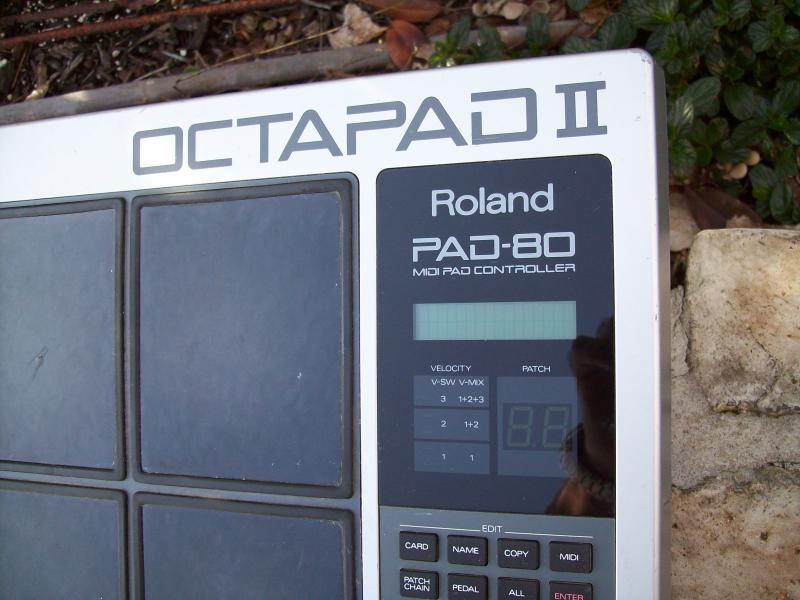 OCTAPAD II
Roland
PAD-80
MIDI PAD CONTROLLER
VELOCITY PATCH
V-SW V-MIX
3 1+2+3
2 1+2
1 1
EDIT
CARD NAME COPY MIDI
PATCH CHAIN PEDAL ALL ENTER